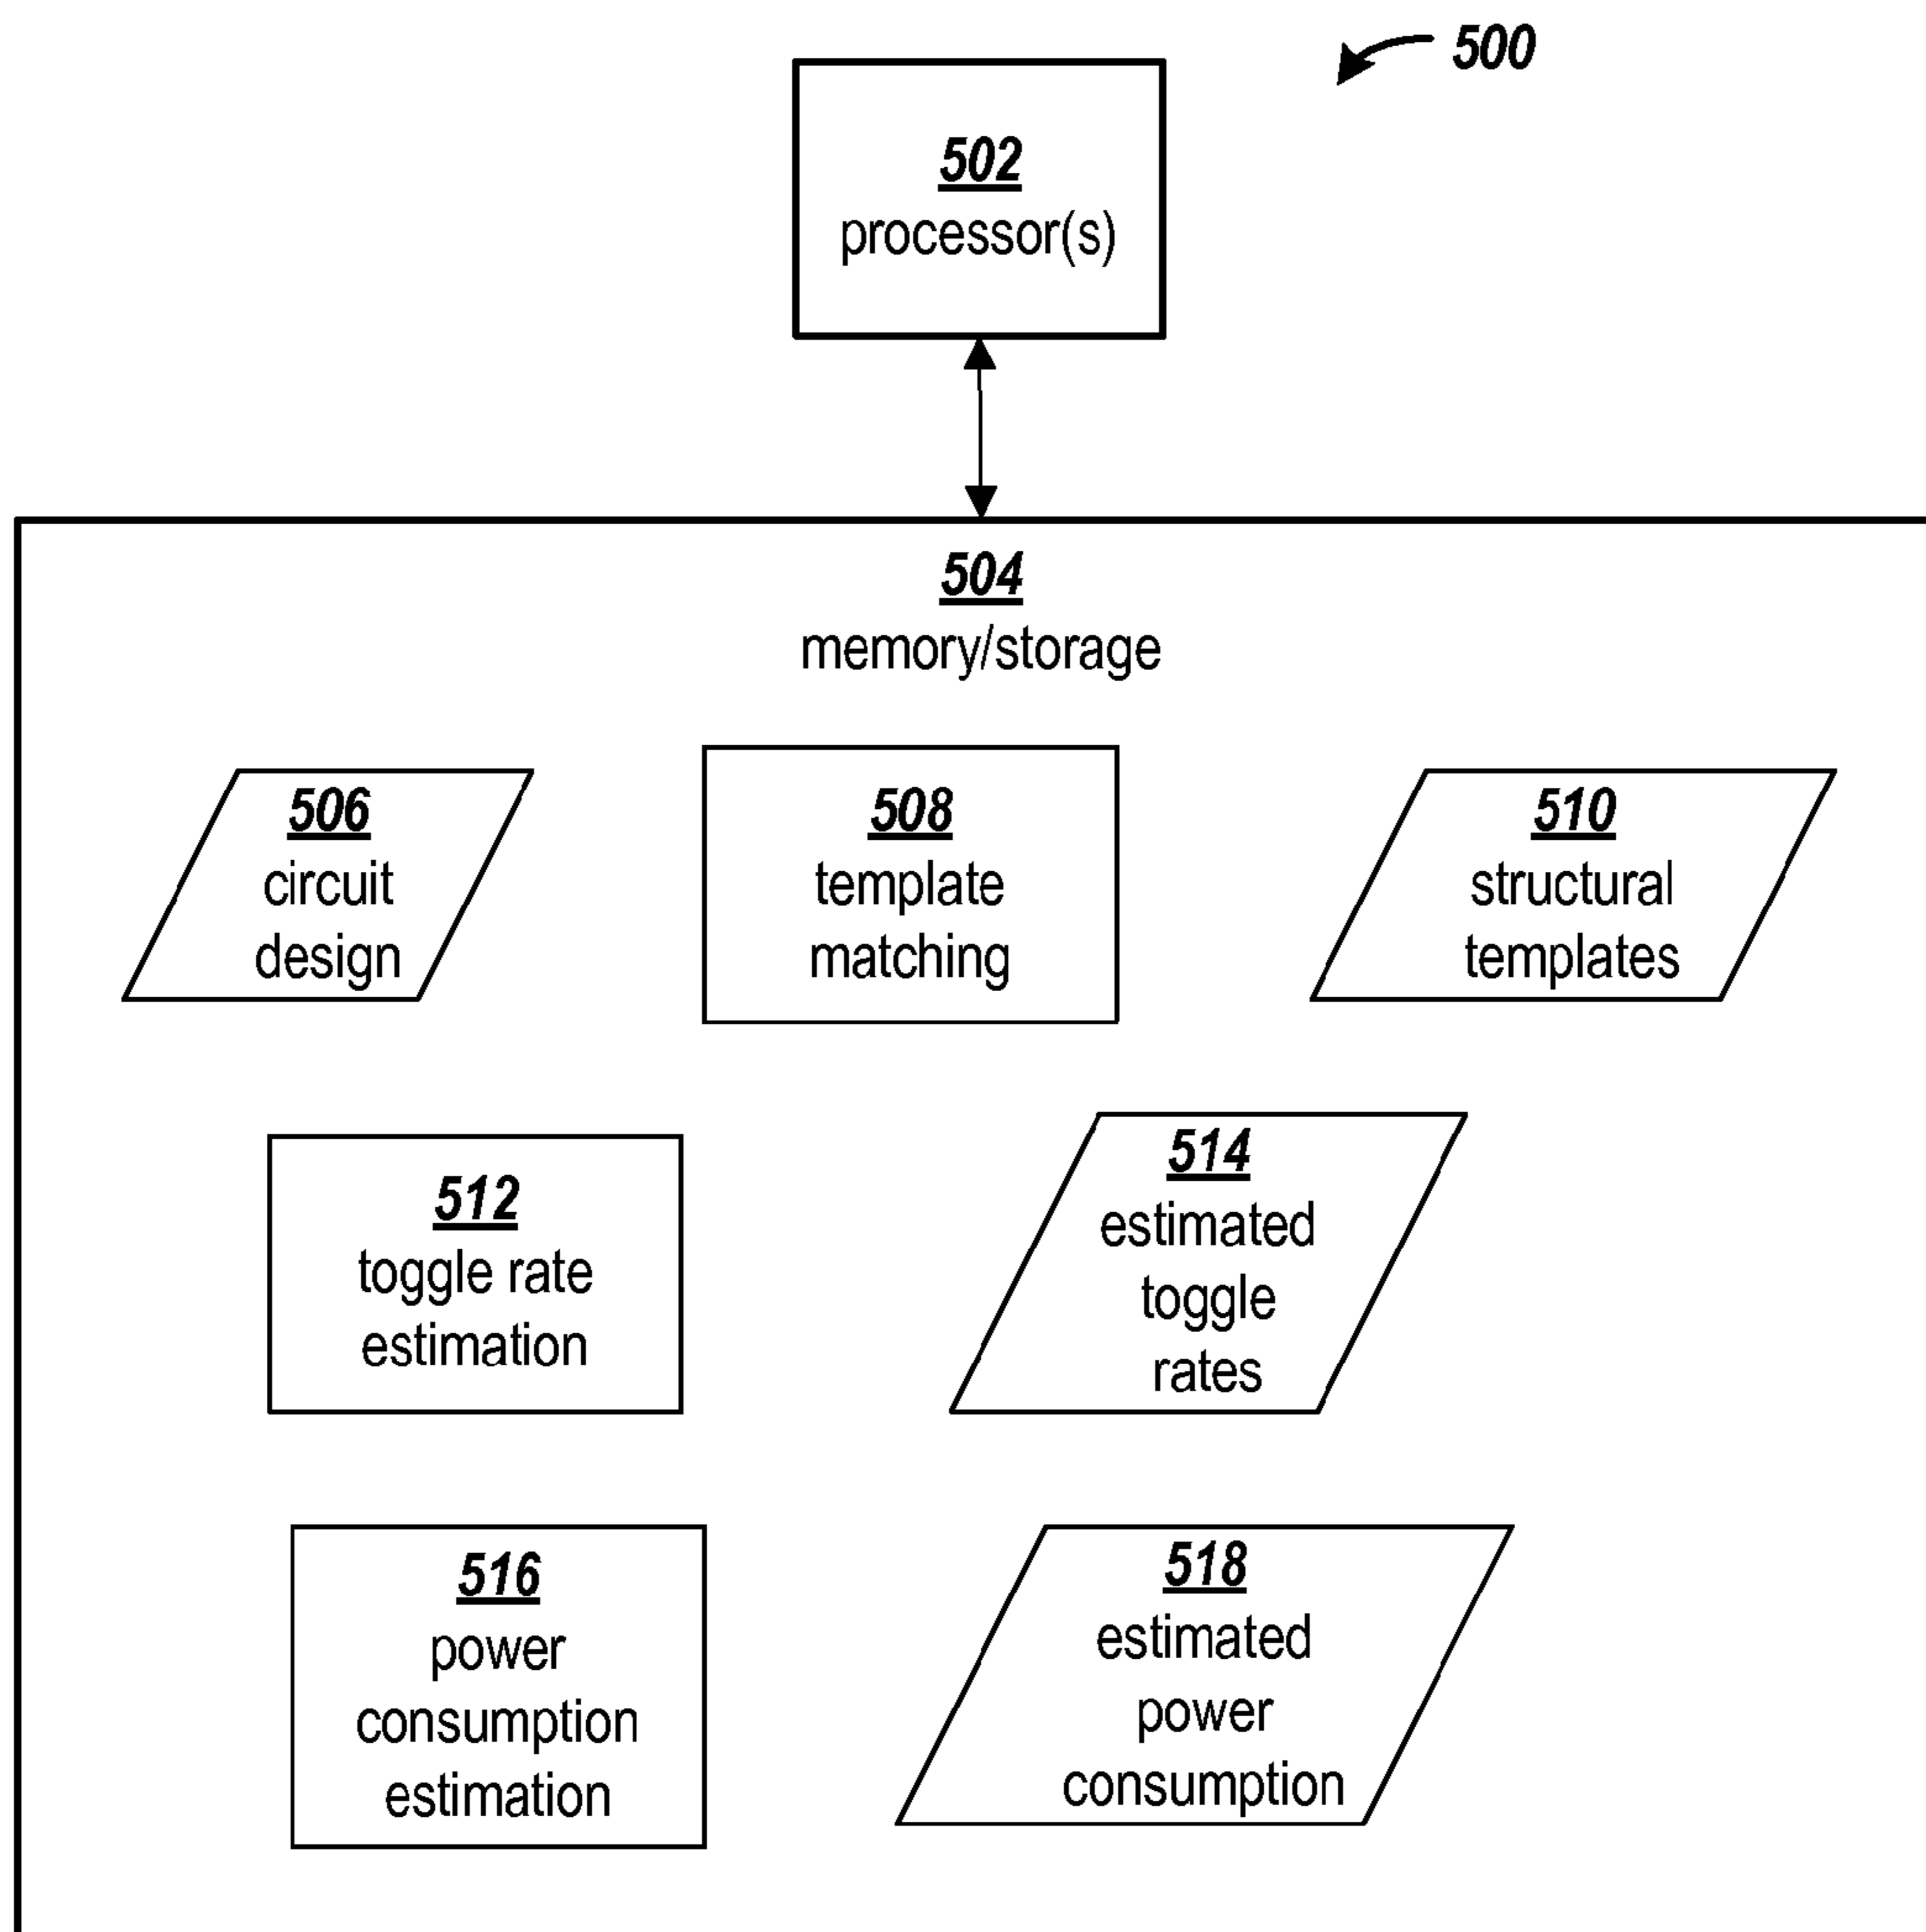 500
502
processor(s)
504
memory/storage
506
circuit
design
508
template
matching
510
structural
templates
512
toggle rate
estimation
514
estimated
toggle
rates
516
power
consumption
estimation
518
estimated
power
consumption